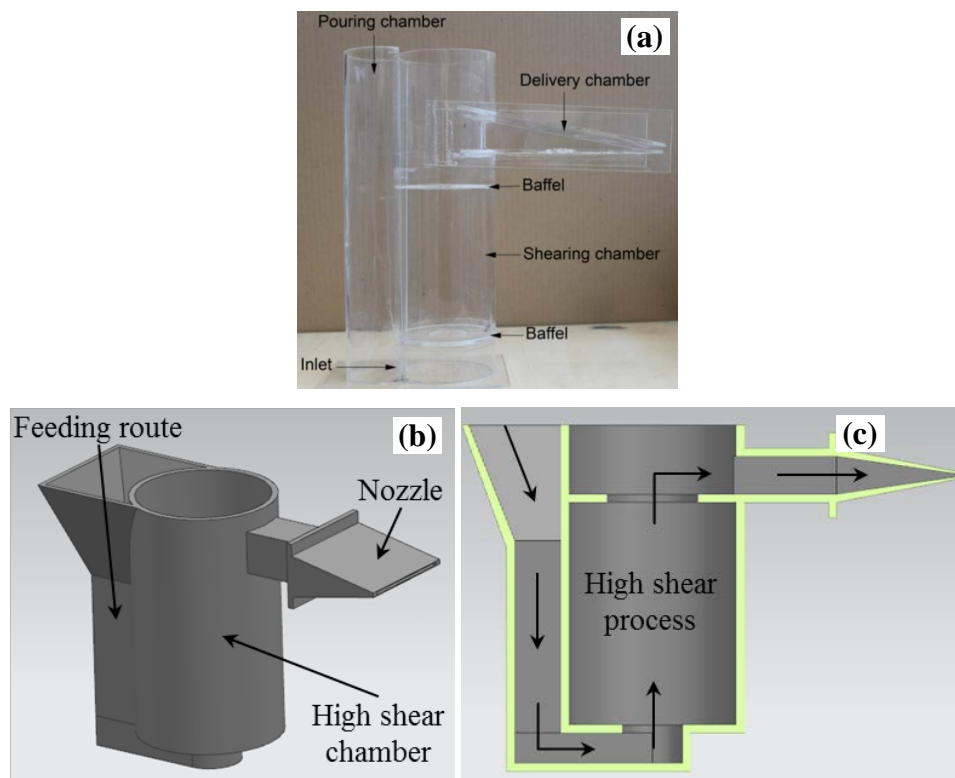 Pouring chamber
(a)
Delivery chamber
Baffel
Shearing chamber
Baffel
Inlet
Feeding route
(b)
Nozzle
High shear
chamber
(c)
High shear
process